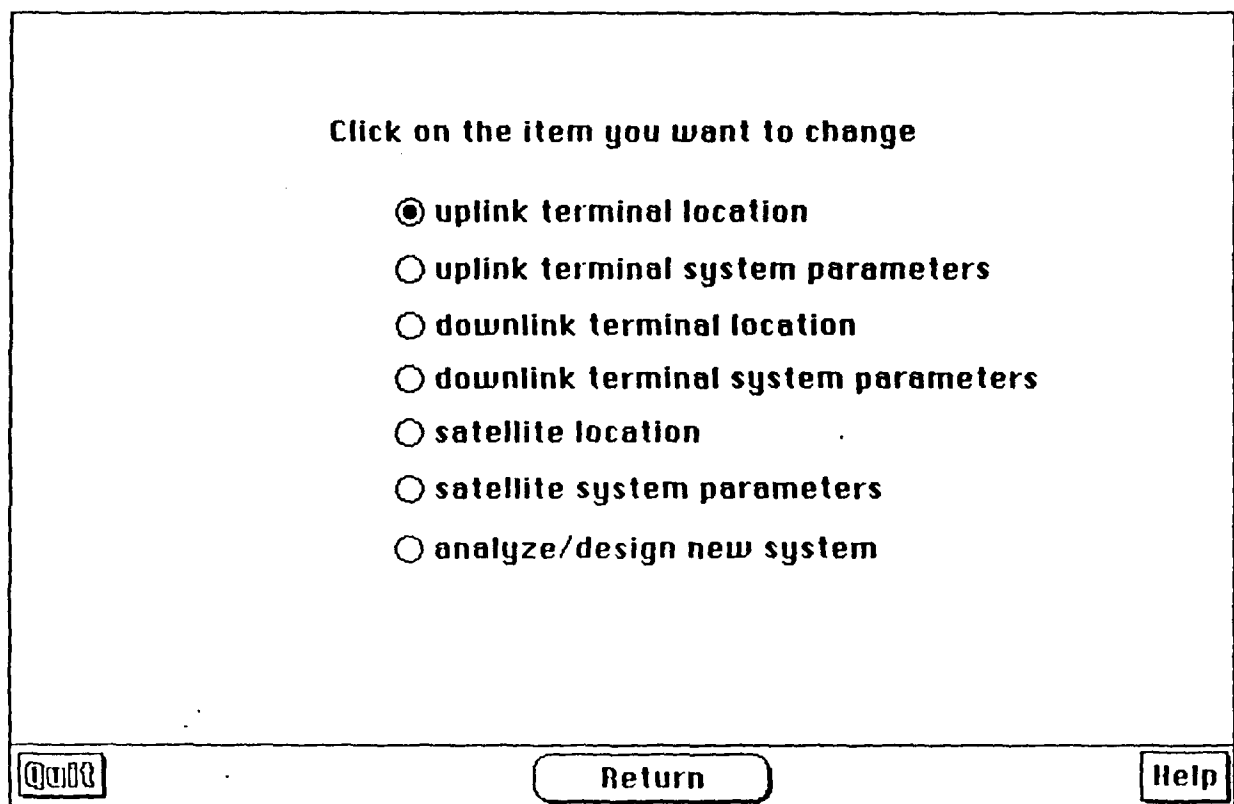 Click on the item you want to change
uplink terminal location
uplink terminal system parameters
downlink terminal location
downlink terminal system parameters
satellite location
satellite system parameters
analyze/design new system
Quit
Return
Help